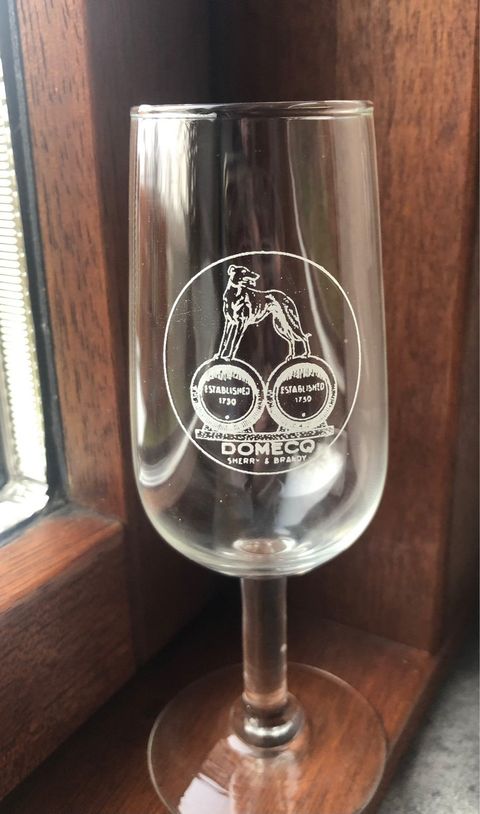 ESTABLISHED
1730
ESTABLISHED
1730
DOMECQ
SHERRY & BRANDY